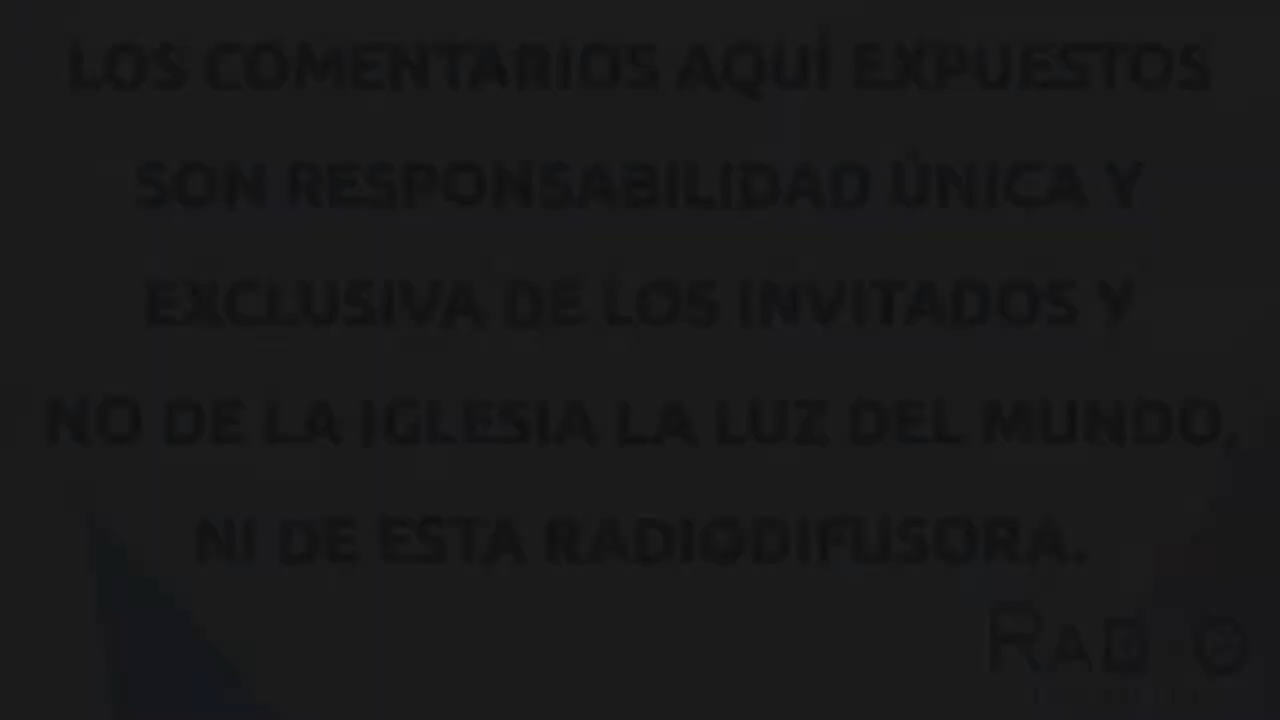 LOS COMENTARIOS AQUÍ EXPUESTOS
SON RESPONSABILIDAD ÚNICA Y
EXCLUSIVA DE LOS INVITADOS Y
NO DE LA IGLESIA LA LUZ DEL MUNDO,
NI DE ESTA RADIODIFUSORA.